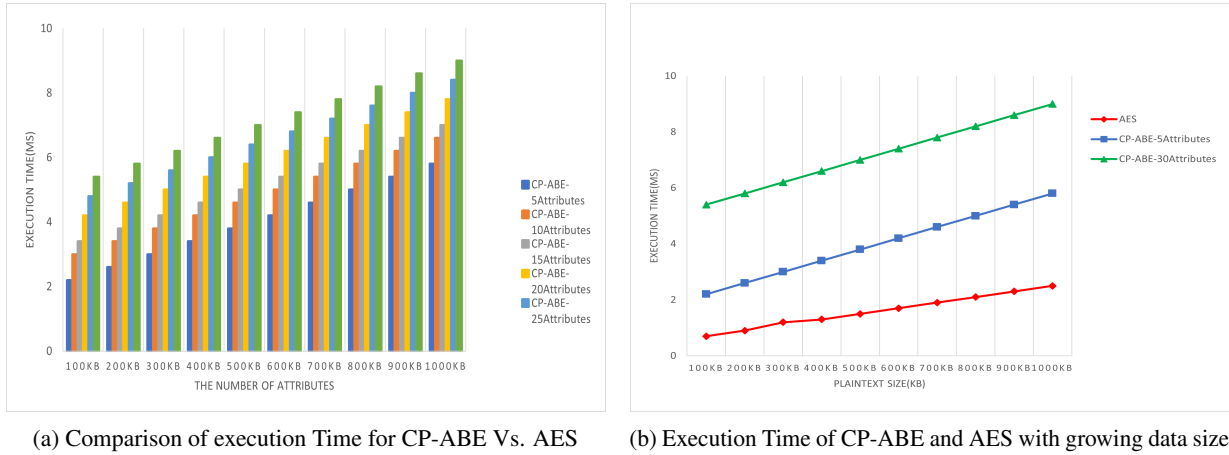 10
8
6
4
2
0
EXECUTION TIME(MS)
100KB 200KB 300KB 400KB 500KB 600KB 700KB 800KB 900KB 1000KB
THE NUMBER OF ATTRIBUTES
CP-ABE-
5Attributes
CP-ABE-
10Attributes
CP-ABE-
15Attributes
CP-ABE-
20Attributes
CP-ABE-
25Attributes
(a) Comparison of execution Time for CP-ABE Vs. AES
10
8
6
4
2
0
EXECUTION TIME(MS)
100KB 200KB 300KB 400KB 500KB 600KB 700KB 800KB 900KB 1000KB
PLAINTEXT SIZE(KB)
AES
CP-ABE-5Attributes
CP-ABE-30Attributes
(b) Execution Time of CP-ABE and AES with growing data size